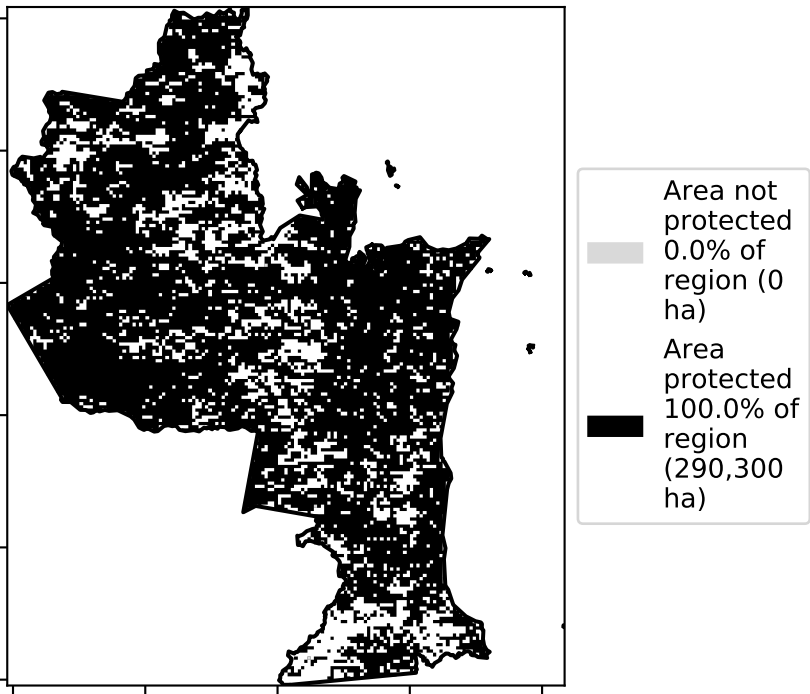 Area not
protected
0.0% of
region (0
ha)
Area
protected
100.0% of
region
(290,300
ha)